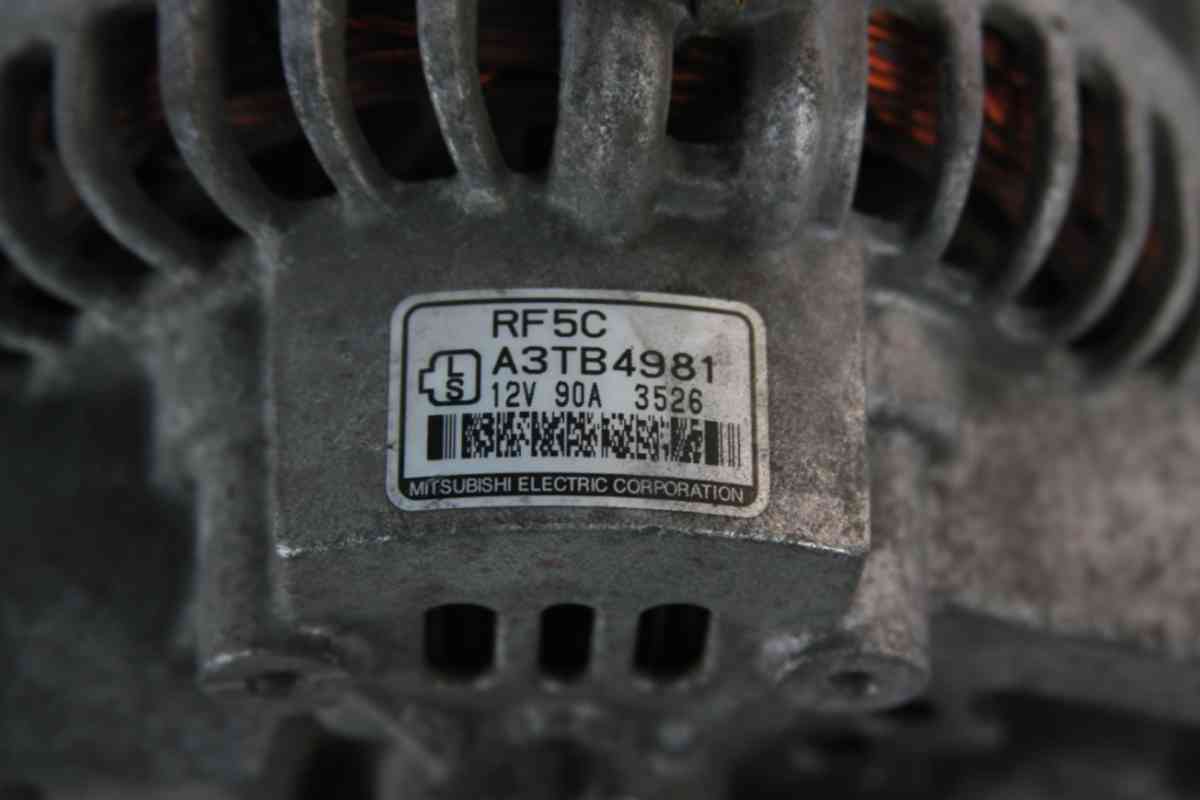 RF5C
A3TB4981
L
S
12V 90A 3526
MITSUBISHI ELECTRIC CORPORATION